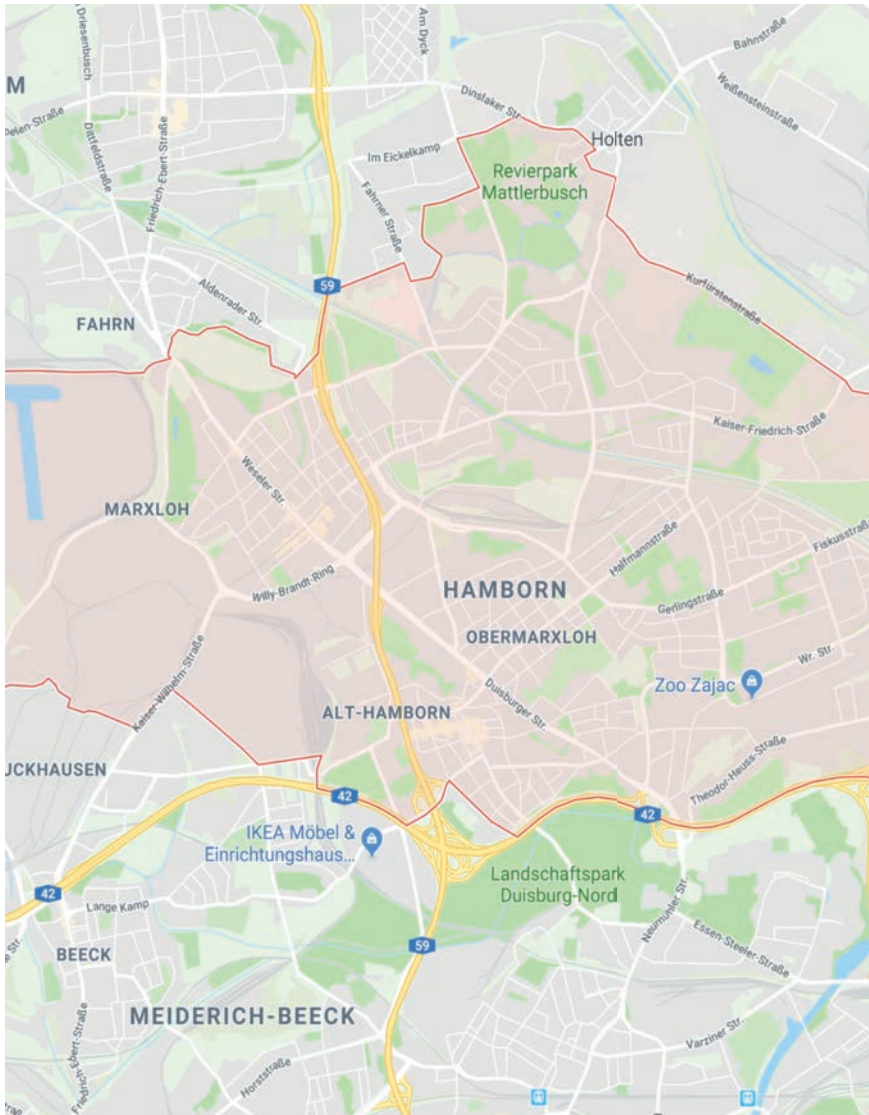 Driesenbusch
Am Dyck
Bahnstraße
M
Dinslaker Str.
Weißensteinstraße
Dittfeldstraße
Friedrich-Ebert-Straße
Holten
Im Eickelkamp
Revierpark
Mattlerbusch
Fahrner Straße
59
Kurfürstenstraße
Aldenrader Str.
FAHRN
Kaiser-Friedrich-Straße
Weseler Str.
MARXLOH
Halfmannstraße
Fiskusstraße
Willy-Brandt-Ring
HAMBORN
Gerlingstraße
OBERMARXLOH
Wr. Str.
Kaiser-Wilhelm-Straße
Zoo Zajac
Duisburger Str.
ALT-HAMBORN
Theodor-Heuss-Straße
UCKHAUSEN
42
42
IKEA Möbel &
Einrichtungshaus...
Landschaftspark
Duisburg-Nord
42
Lange Kamp
Neumühler Str.
59
Essen-Steeler-Straße
BEECK
MEIDERICH-BEECK
Friedrich-Ebert-Straße
Varziner Str.
Horststraße